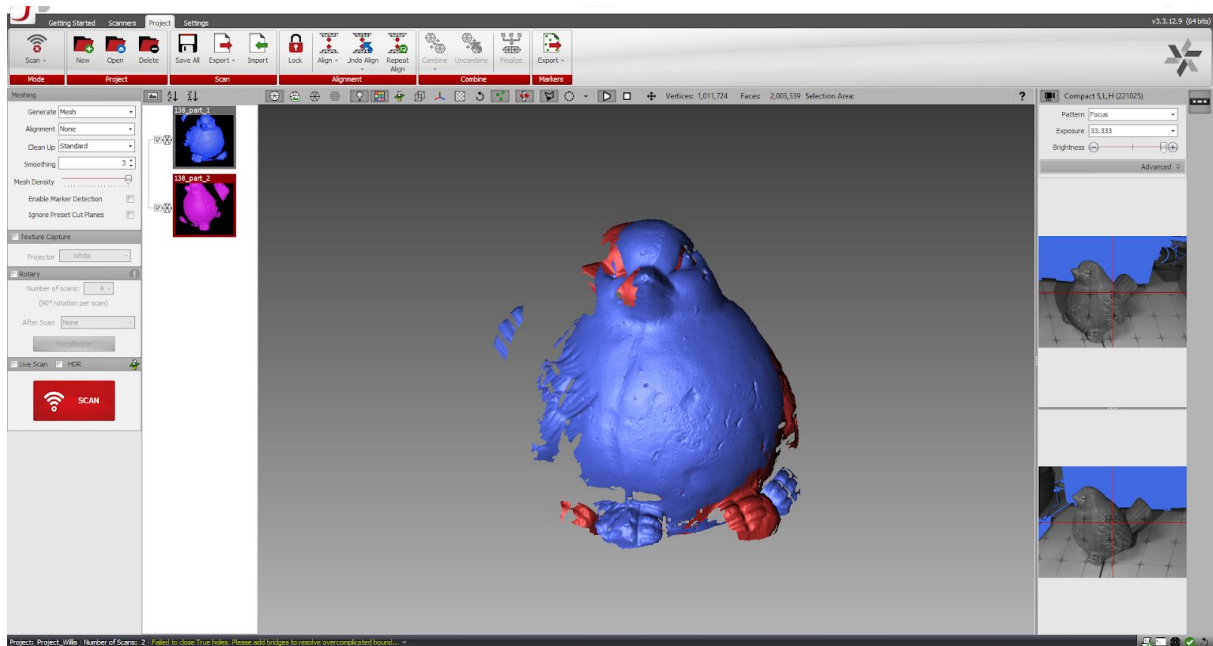 Getting Started Scanners Project Settings v3.3.12.9 (64 bits)
Scan New Open Delete Save All Export Import Lock Align Undo Align Repeat Align Combine Uncombine Finalize Export
Mode Project Scan Alignment Combine Markers
Meshing Vertices: 1,011,724 Faces: 2,003,339 Selection Area: ? Compact S,L,H (221025)
Generate Mesh
Alignment None
Clean Up Standard
Smoothing 3
Mesh Density
Enable Marker Detection
Ignore Preset Cut Planes
Texture Capture
Projector White
Rotary
Number of scans: 4
(90° rotation per scan)
After Scan None
Live Scan HDR
SCAN
138_part_1
138_part_2
Pattern Focus
Exposure 33.333
Brightness
Advanced
Project: Project_Willis Number of Scans: 2 Failed to close True holes. Please add bridges to resolve overcomplicated bound...